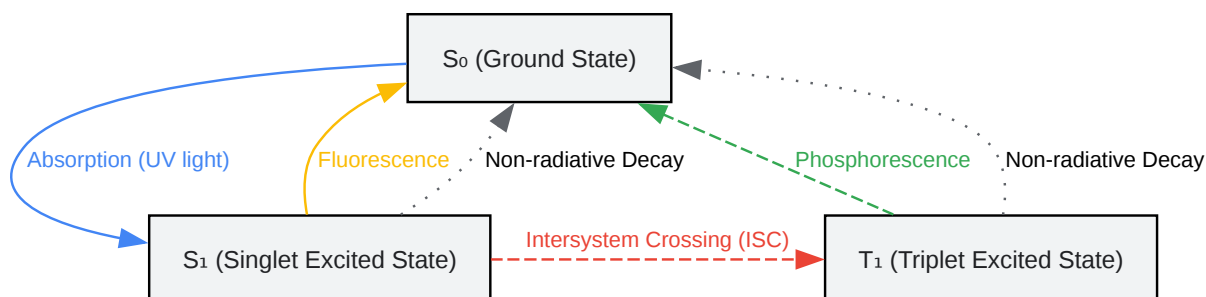 S₀ (Ground State)
Absorption (UV light)
Fluorescence
Non-radiative Decay
Phosphorescence
Non-radiative Decay
S₁ (Singlet Excited State)
Intersystem Crossing (ISC)
T₁ (Triplet Excited State)